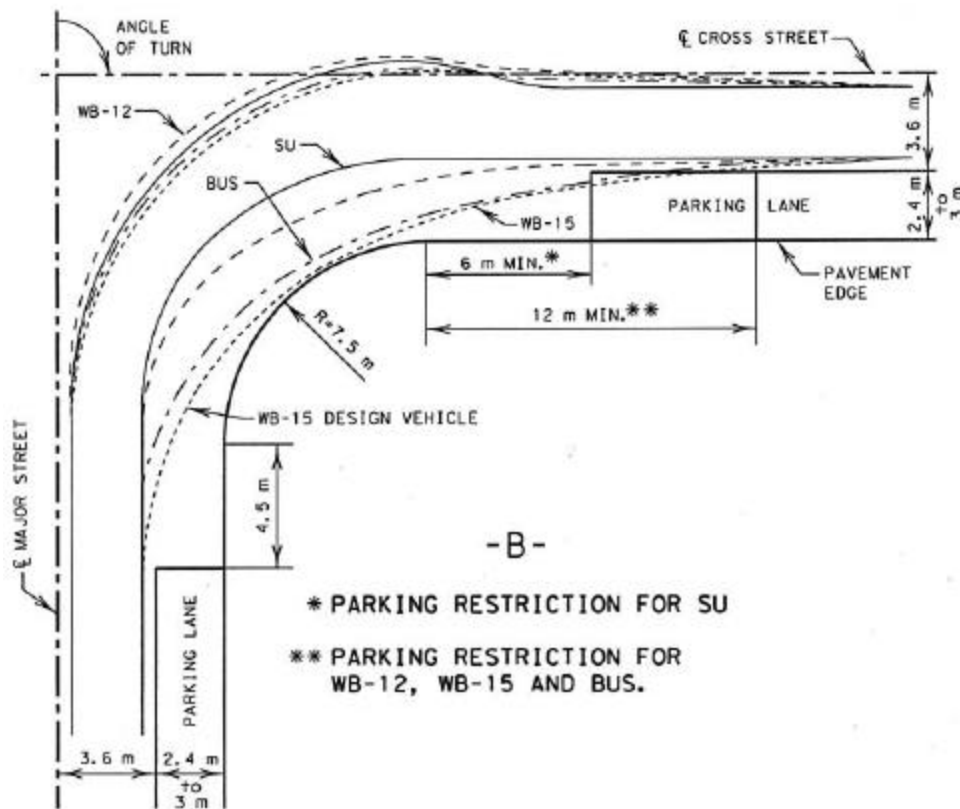 ANGLE
OF TURN
℄ CROSS STREET
WB-12
SU
BUS
3.6 m
WB-15
PARKING LANE
2.4 m
to
3 m
6 m MIN.*
PAVEMENT
EDGE
12 m MIN.**
R=7.5 m
WB-15 DESIGN VEHICLE
℄ MAJOR STREET
4.5 m
-B-
* PARKING RESTRICTION FOR SU
** PARKING RESTRICTION FOR
WB-12, WB-15 AND BUS.
PARKING LANE
3.6 m
2.4 m
to
3 m